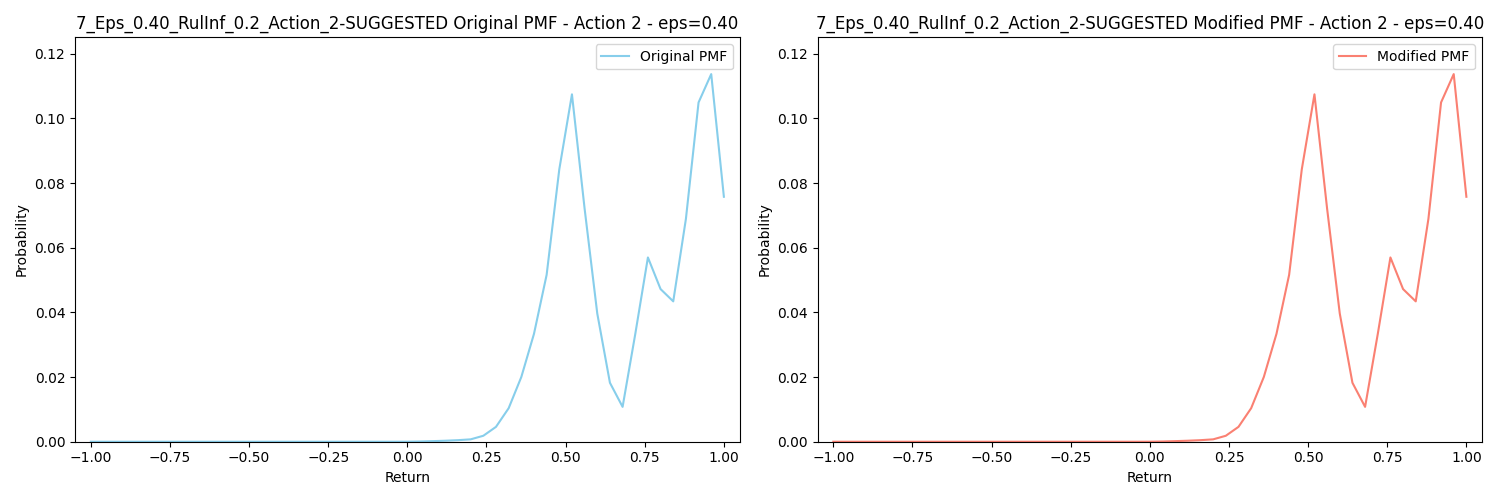 7_Eps_0.40_RulInf_0.2_Action_2-SUGGESTED Original PMF - Action 2 - eps=0.40
Original PMF
0.12
0.10
0.08
0.06
0.04
0.02
0.00
Probability
−1.00 −0.75 −0.50 −0.25 0.00 0.25 0.50 0.75 1.00
Return
7_Eps_0.40_RulInf_0.2_Action_2-SUGGESTED Modified PMF - Action 2 - eps=0.40
Modified PMF
0.12
0.10
0.08
0.06
0.04
0.02
0.00
Probability
−1.00 −0.75 −0.50 −0.25 0.00 0.25 0.50 0.75 1.00
Return